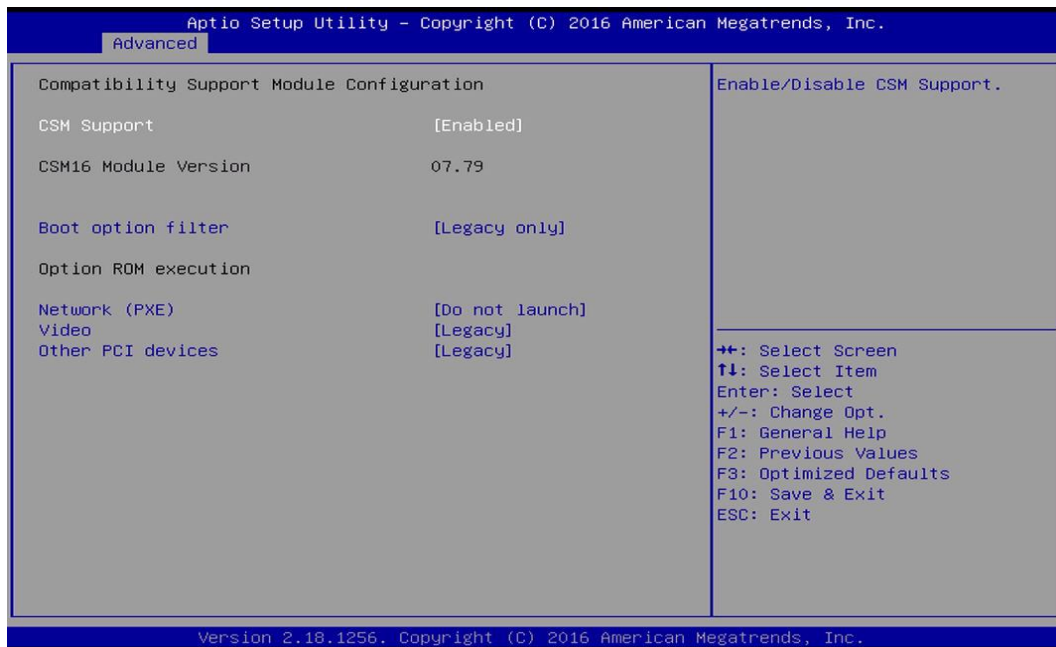 Aptio Setup Utility – Copyright (C) 2016 American Megatrends, Inc.
Advanced
Compatibility Support Module Configuration
CSM Support [Enabled]
CSM16 Module Version 07.79
Boot option filter [Legacy only]
Option ROM execution
Network (PXE) [Do not launch]
Video [Legacy]
Other PCI devices [Legacy]
Enable/Disable CSM Support.
→←: Select Screen
↑↓: Select Item
Enter: Select
+/-: Change Opt.
F1: General Help
F2: Previous Values
F3: Optimized Defaults
F10: Save & Exit
ESC: Exit
Version 2.18.1256. Copyright (C) 2016 American Megatrends, Inc.